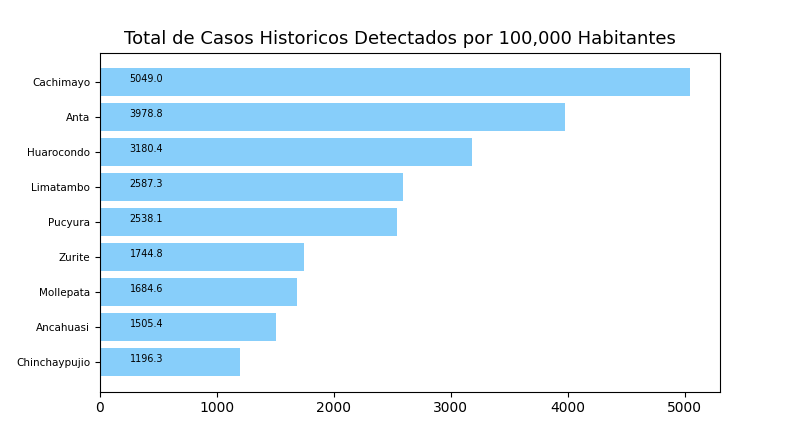 Total de Casos Historicos Detectados por 100,000 Habitantes
Cachimayo 5049.0
Anta 3978.8
Huarocondo 3180.4
Limatambo 2587.3
Pucyura 2538.1
Zurite 1744.8
Mollepata 1684.6
Ancahuasi 1505.4
Chinchaypujio 1196.3
0 1000 2000 3000 4000 5000